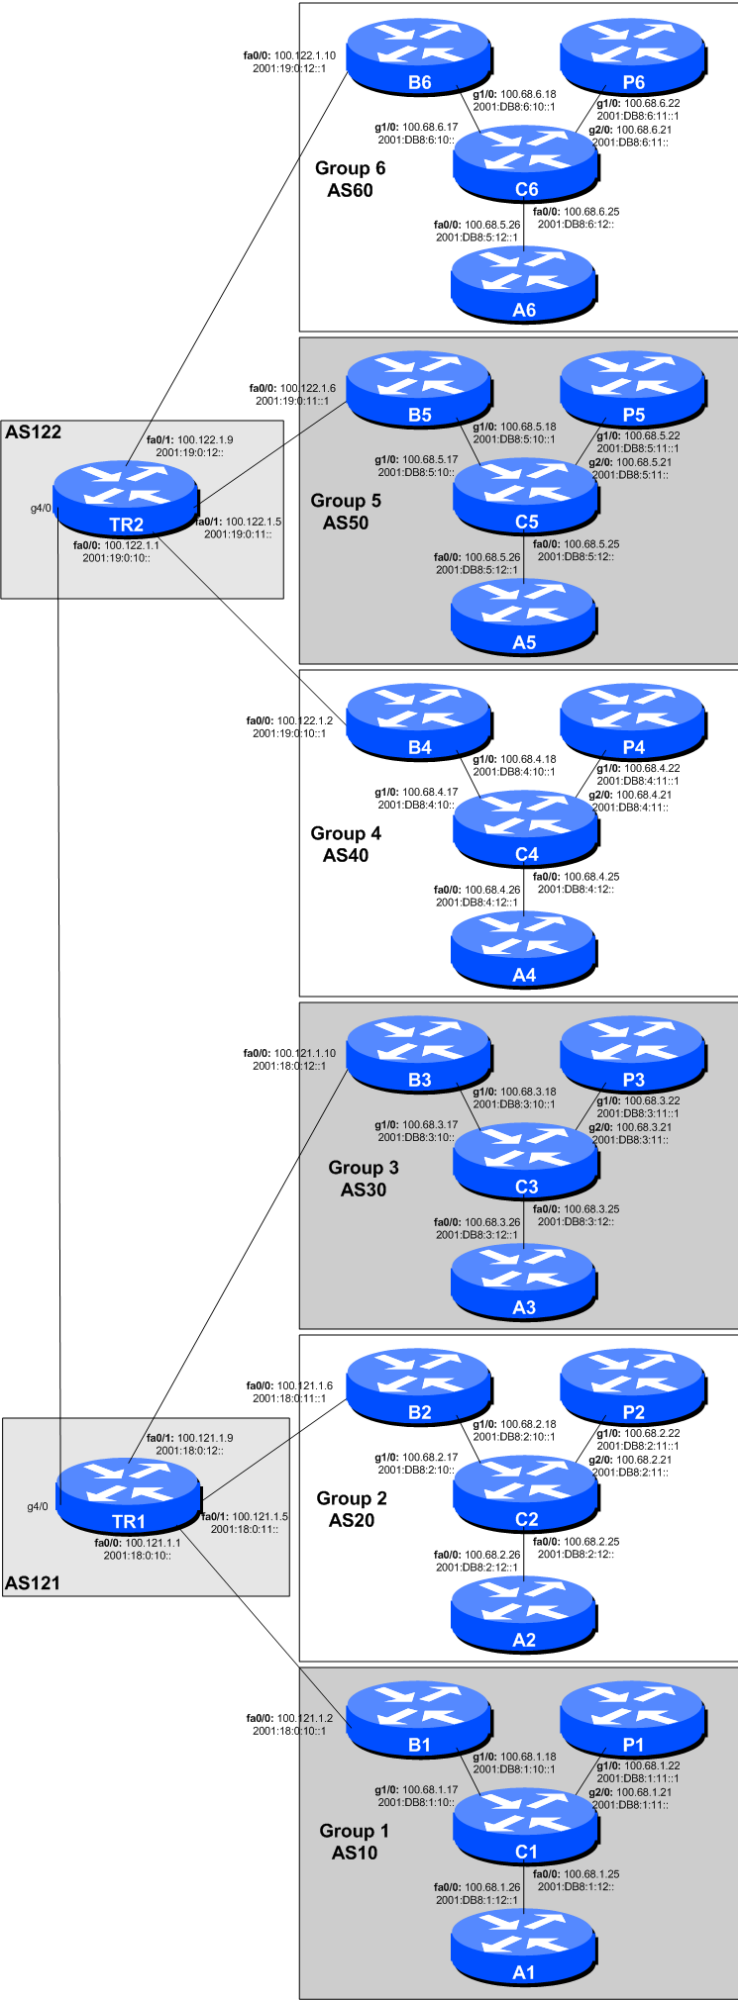 fa0/0: 100.122.1.10
2001:19:0:12::1
B6
P6
g1/0: 100.68.6.18
2001:DB8:6:10::1
g1/0: 100.68.6.22
2001:DB8:6:11::1
g1/0: 100.68.6.17
2001:DB8:6:10::
g2/0: 100.68.6.21
2001:DB8:6:11::
Group 6
AS60
C6
fa0/0: 100.68.6.25
2001:DB8:6:12::
fa0/0: 100.68.5.26
2001:DB8:5:12::1
A6
fa0/0: 100.122.1.6
2001:19:0:11::1
B5
P5
g1/0: 100.68.5.18
2001:DB8:5:10::1
g1/0: 100.68.5.22
2001:DB8:5:11::1
g1/0: 100.68.5.17
2001:DB8:5:10::
g2/0: 100.68.5.21
2001:DB8:5:11::
Group 5
AS50
C5
fa0/0: 100.68.5.25
2001:DB8:5:12::
fa0/0: 100.68.5.26
2001:DB8:5:12::1
A5
AS122
fa0/1: 100.122.1.9
2001:19:0:12::
g4/0
TR2
fa0/1: 100.122.1.5
2001:19:0:11::
fa0/0: 100.122.1.1
2001:19:0:10::
fa0/0: 100.122.1.2
2001:19:0:10::1
B4
P4
g1/0: 100.68.4.18
2001:DB8:4:10::1
g1/0: 100.68.4.22
2001:DB8:4:11::1
g1/0: 100.68.4.17
2001:DB8:4:10::
g2/0: 100.68.4.21
2001:DB8:4:11::
Group 4
AS40
C4
fa0/0: 100.68.4.25
2001:DB8:4:12::
fa0/0: 100.68.4.26
2001:DB8:4:12::1
A4
fa0/0: 100.121.1.10
2001:18:0:12::1
B3
P3
g1/0: 100.68.3.18
2001:DB8:3:10::1
g1/0: 100.68.3.22
2001:DB8:3:11::1
g1/0: 100.68.3.17
2001:DB8:3:10::
g2/0: 100.68.3.21
2001:DB8:3:11::
Group 3
AS30
C3
fa0/0: 100.68.3.25
2001:DB8:3:12::
fa0/0: 100.68.3.26
2001:DB8:3:12::1
A3
fa0/0: 100.121.1.6
2001:18:0:11::1
B2
P2
g1/0: 100.68.2.18
2001:DB8:2:10::1
g1/0: 100.68.2.22
2001:DB8:2:11::1
g1/0: 100.68.2.17
2001:DB8:2:10::
g2/0: 100.68.2.21
2001:DB8:2:11::
Group 2
AS20
C2
fa0/0: 100.68.2.25
2001:DB8:2:12::
fa0/0: 100.68.2.26
2001:DB8:2:12::1
A2
fa0/1: 100.121.1.9
2001:18:0:12::
g4/0
TR1
fa0/1: 100.121.1.5
2001:18:0:11::
fa0/0: 100.121.1.1
2001:18:0:10::
AS121
fa0/0: 100.121.1.2
2001:18:0:10::1
B1
P1
g1/0: 100.68.1.18
2001:DB8:1:10::1
g1/0: 100.68.1.22
2001:DB8:1:11::1
g1/0: 100.68.1.17
2001:DB8:1:10::
g2/0: 100.68.1.21
2001:DB8:1:11::
Group 1
AS10
C1
fa0/0: 100.68.1.25
2001:DB8:1:12::
fa0/0: 100.68.1.26
2001:DB8:1:12::1
A1